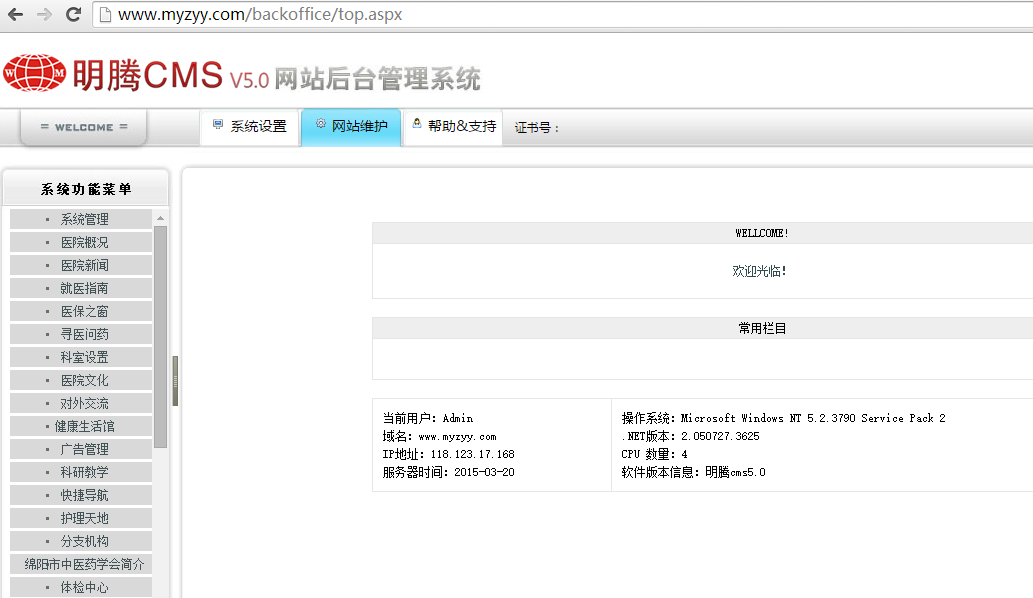 www.myzyy.com/backoffice/top.aspx
W M
明腾CMS V5.0 网站后台管理系统
= WELCOME =
系统设置
网站维护
帮助&支持
证书号：
系统功能菜单
· 系统管理
· 医院概况
· 医院新闻
· 就医指南
· 医保之窗
· 寻医问药
· 科室设置
· 医院文化
· 对外交流
· 健康生活馆
· 广告管理
· 科研教学
· 快捷导航
· 护理天地
· 分支机构
绵阳市中医药学会简介
· 体检中心
WELLCOME!
欢迎光临!
常用栏目
当前用户: Admin
域名: www.myzyy.com
IP地址: 118.123.17.168
服务器时间: 2015-03-20
操作系统: Microsoft Windows NT 5.2.3790 Service Pack 2
.NET版本: 2.050727.3625
CPU 数量: 4
软件版本信息: 明腾cms5.0